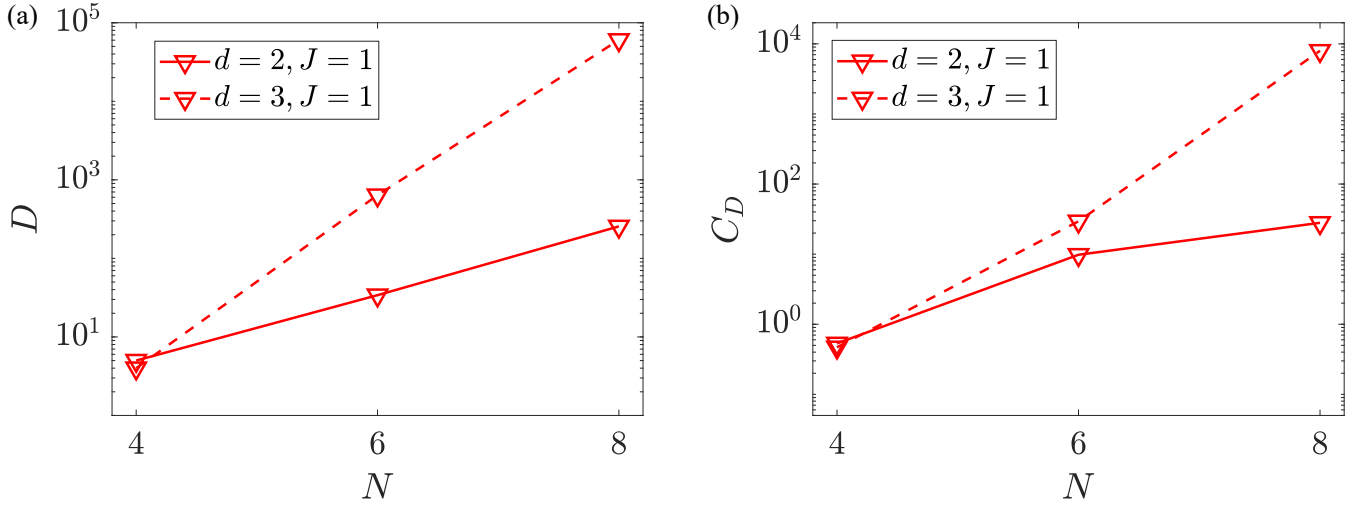 (a)
10^5
10^3
10^1
D
d = 2, J = 1
d = 3, J = 1
4 6 8
N
(b)
10^4
10^2
10^0
C_D
d = 2, J = 1
d = 3, J = 1
4 6 8
N